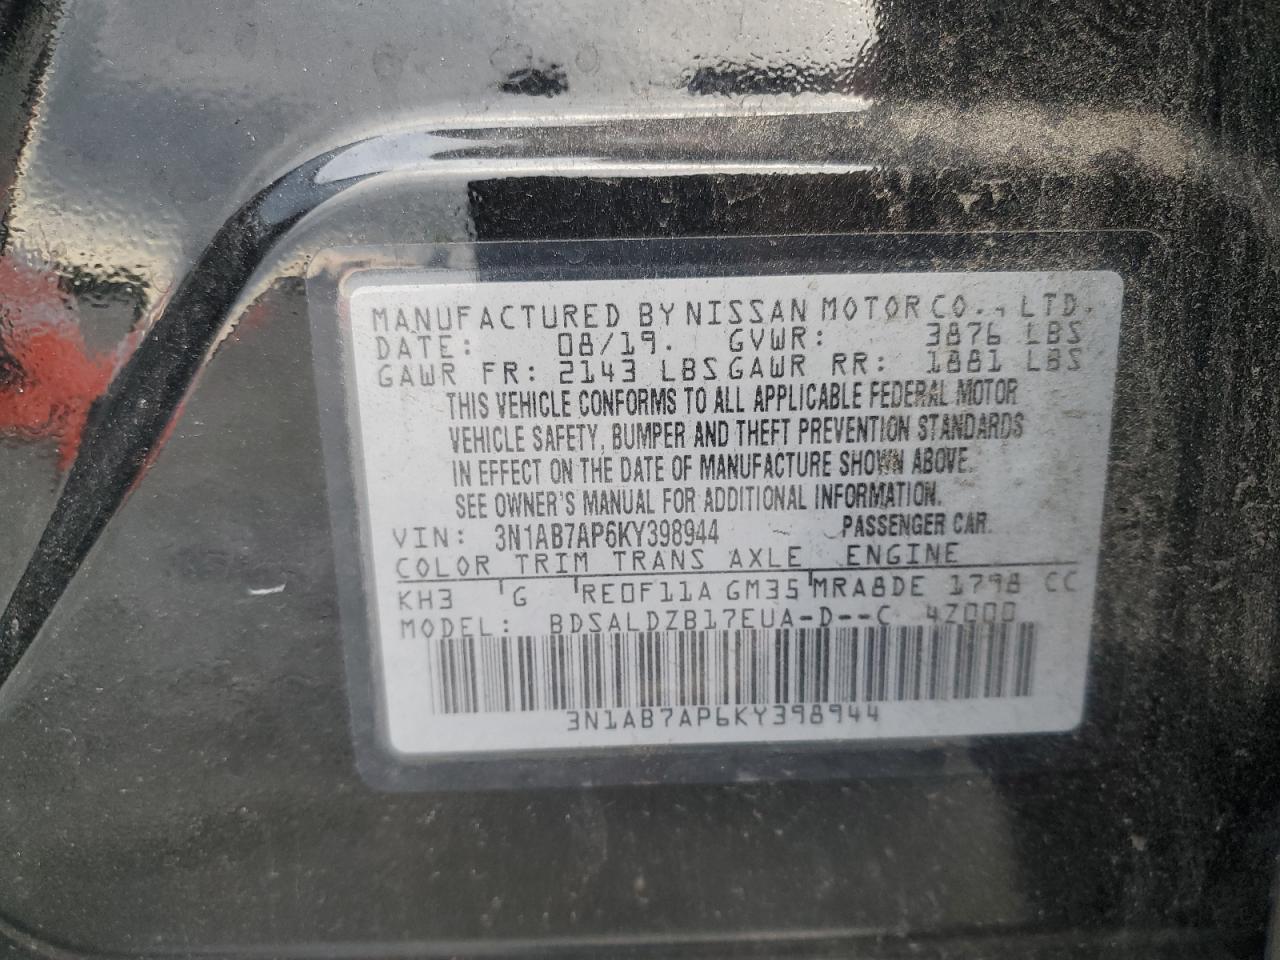 MANUFACTURED BY NISSAN MOTOR CO., LTD.
DATE: 08/19. GVWR: 3876 LBS
GAWR FR: 2143 LBS GAWR RR: 1881 LBS
THIS VEHICLE CONFORMS TO ALL APPLICABLE FEDERAL MOTOR
VEHICLE SAFETY, BUMPER AND THEFT PREVENTION STANDARDS
IN EFFECT ON THE DATE OF MANUFACTURE SHOWN ABOVE.
SEE OWNER'S MANUAL FOR ADDITIONAL INFORMATION.
VIN: 3N1AB7AP6KY398944 PASSENGER CAR.
COLOR TRIM TRANS AXLE ENGINE
KH3 G RE0F11A GM35 MRA8DE 1798 CC
MODEL: BDSALDZB17EUA-D--C 4Z000
3N1AB7AP6KY398944